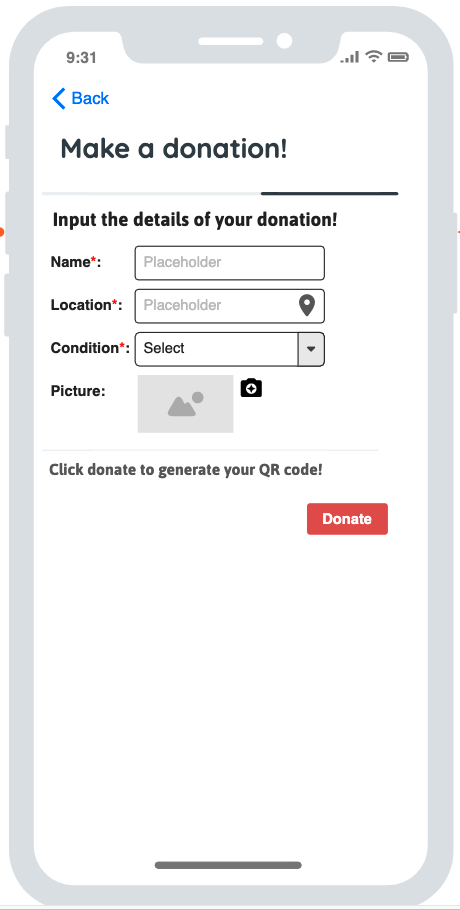 9:31
Back
Make a donation!
Input the details of your donation!
Name*: Placeholder
Location*: Placeholder
Condition*: Select
Picture:
Click donate to generate your QR code!
Donate